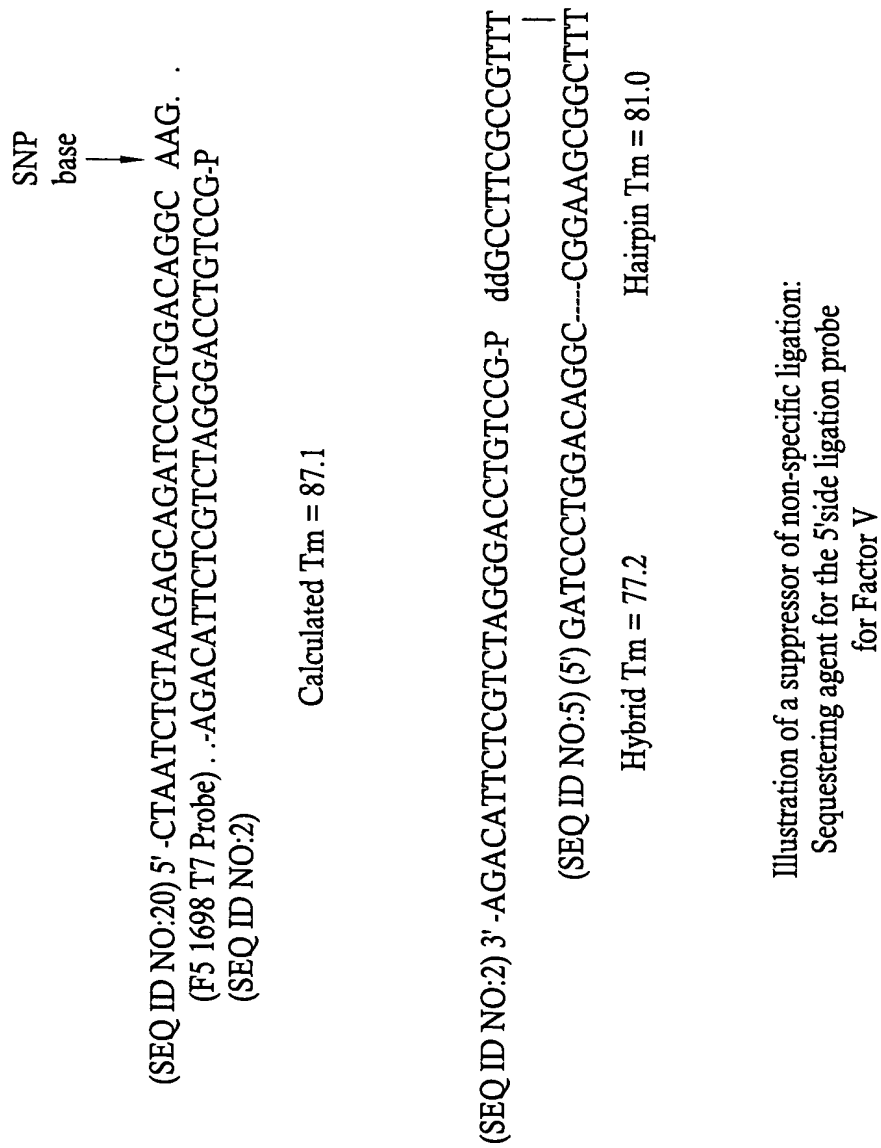 SNP
base
(SEQ ID NO:20) 5' -CTAATCTGTAAGAGCAGATCCCTGGACAGGC AAG. .
(F5 1698 T7 Probe) . .-AGACATTCTCGTCTAGGGACCTGTCCG-P
(SEQ ID NO:2)
Calculated Tm = 87.1
(SEQ ID NO:2) 3' -AGACATTCTCGTCTAGGGACCTGTCCG-P ddGCCTTCGCCGTTT
(SEQ ID NO:5) (5') GATCCCTGGACAGGC-----CGGAAGCGGCTTT
Hybrid Tm = 77.2 Hairpin Tm = 81.0
Illustration of a suppressor of non-specific ligation:
Sequestering agent for the 5'side ligation probe
for Factor V